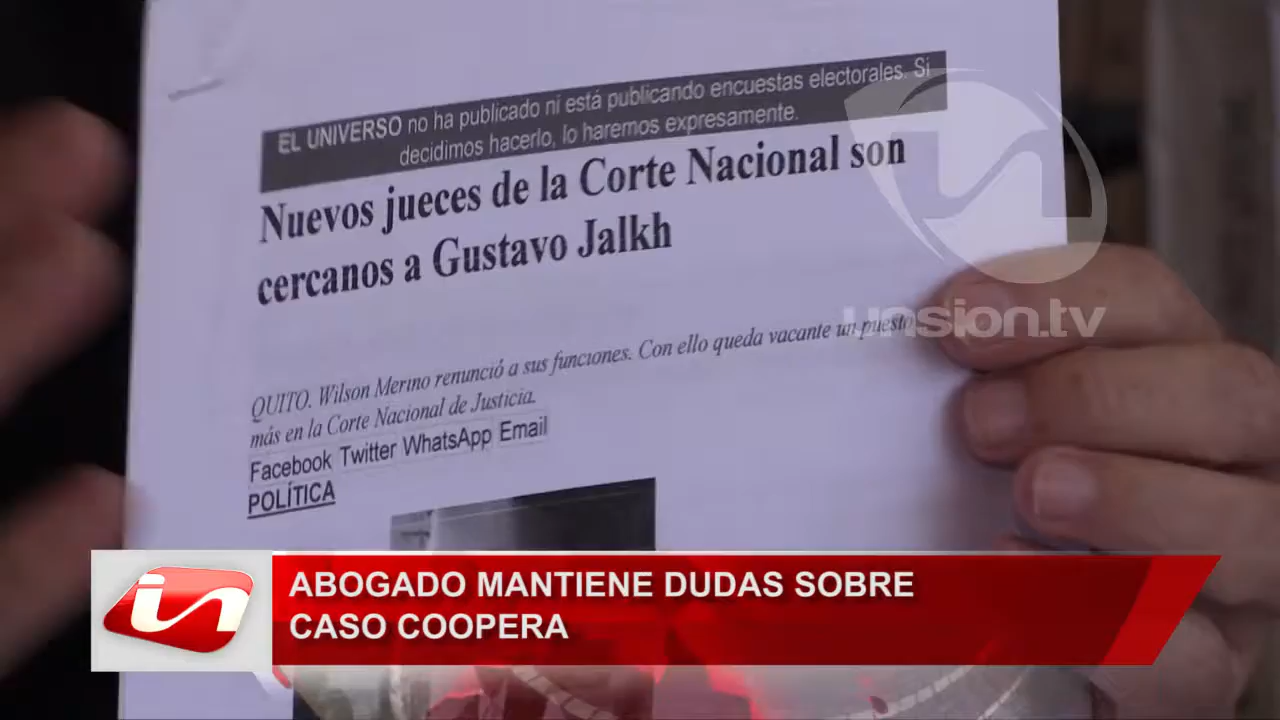 EL UNIVERSO no ha publicado ni está publicando encuestas electorales. Si
decidimos hacerlo, lo haremos expresamente.
Nuevos jueces de la Corte Nacional son
cercanos a Gustavo Jalkh
unsion.tv
QUITO. Wilson Merino renunció a sus funciones. Con ello queda vacante un puesto
más en la Corte Nacional de Justicia.
Facebook Twitter WhatsApp Email
POLÍTICA
ABOGADO MANTIENE DUDAS SOBRE
CASO COOPERA